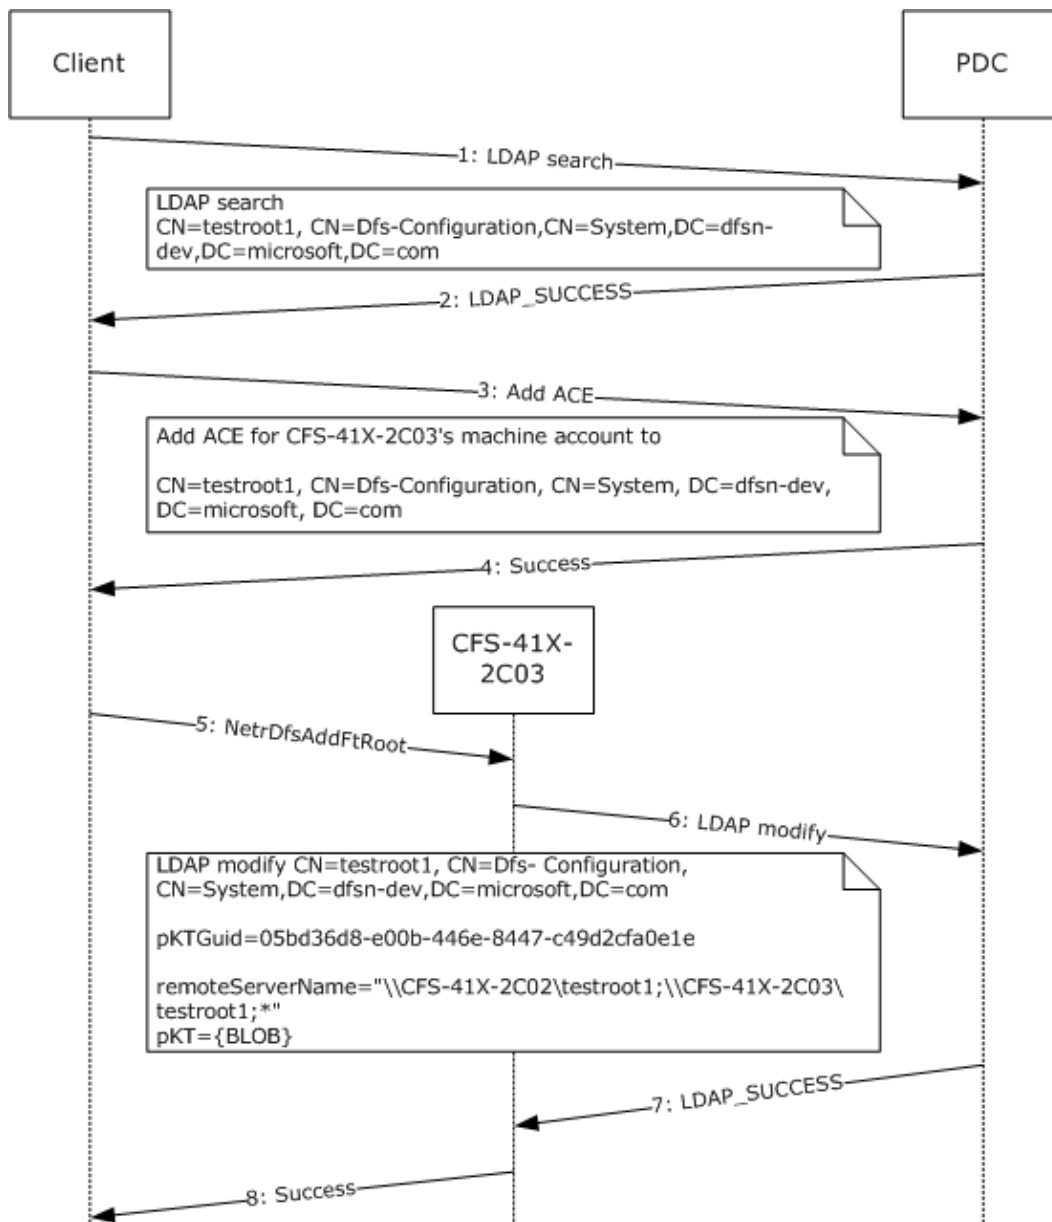 Client
PDC
1: LDAP search
LDAP search
CN=testroot1, CN=Dfs-Configuration,CN=System,DC=dfsn-
dev,DC=microsoft,DC=com
2: LDAP_SUCCESS
3: Add ACE
Add ACE for CFS-41X-2C03's machine account to
CN=testroot1, CN=Dfs-Configuration, CN=System, DC=dfsn-dev,
DC=microsoft, DC=com
4: Success
CFS-41X-
2C03
5: NetrDfsAddFtRoot
6: LDAP modify
LDAP modify CN=testroot1, CN=Dfs- Configuration,
CN=System,DC=dfsn-dev,DC=microsoft,DC=com
pKTGuid=05bd36d8-e00b-446e-8447-c49d2cfa0e1e
remoteServerName="\\CFS-41X-2C02\testroot1;\\CFS-41X-2C03\
testroot1;*"
pKT={BLOB}
7: LDAP_SUCCESS
8: Success